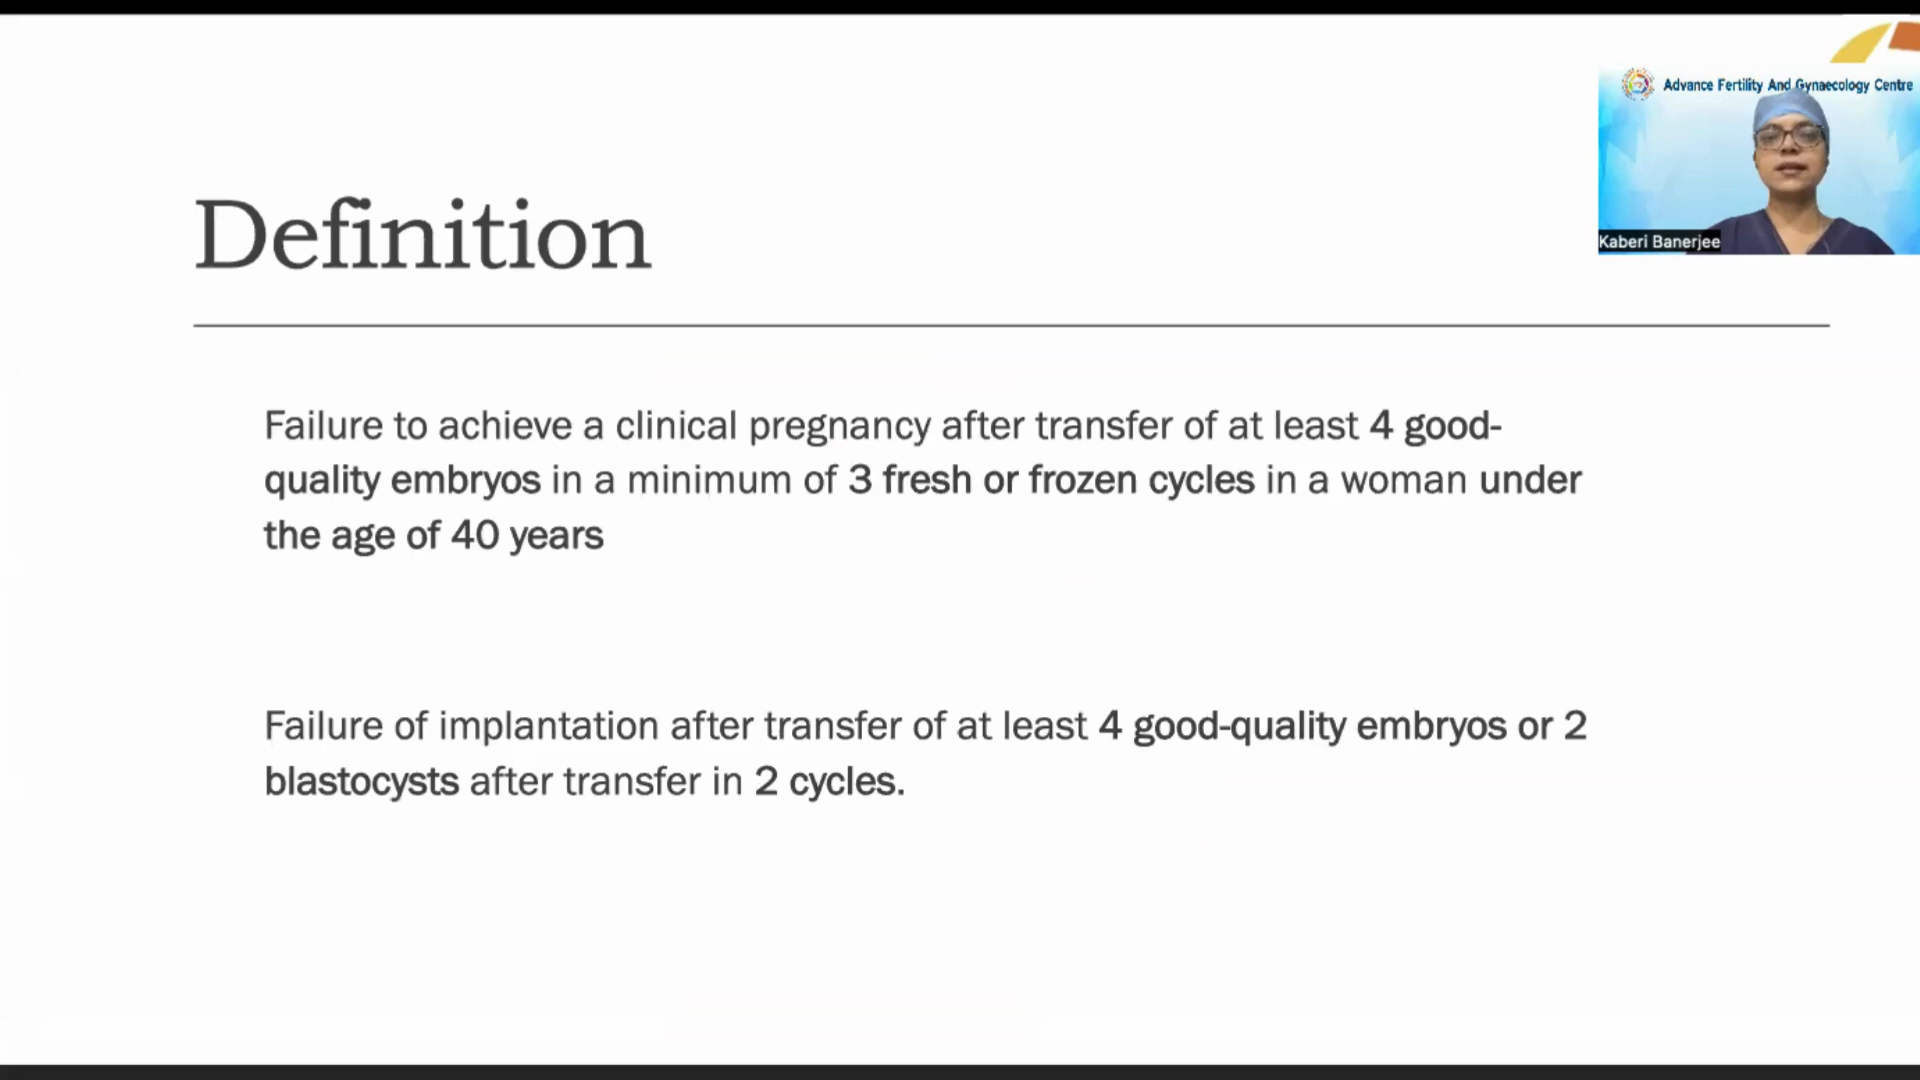 Advance Fertility And Gynaecology Centre
Kaberi Banerjee
Definition
Failure to achieve a clinical pregnancy after transfer of at least 4 good-
quality embryos in a minimum of 3 fresh or frozen cycles in a woman under
the age of 40 years
Failure of implantation after transfer of at least 4 good-quality embryos or 2
blastocysts after transfer in 2 cycles.